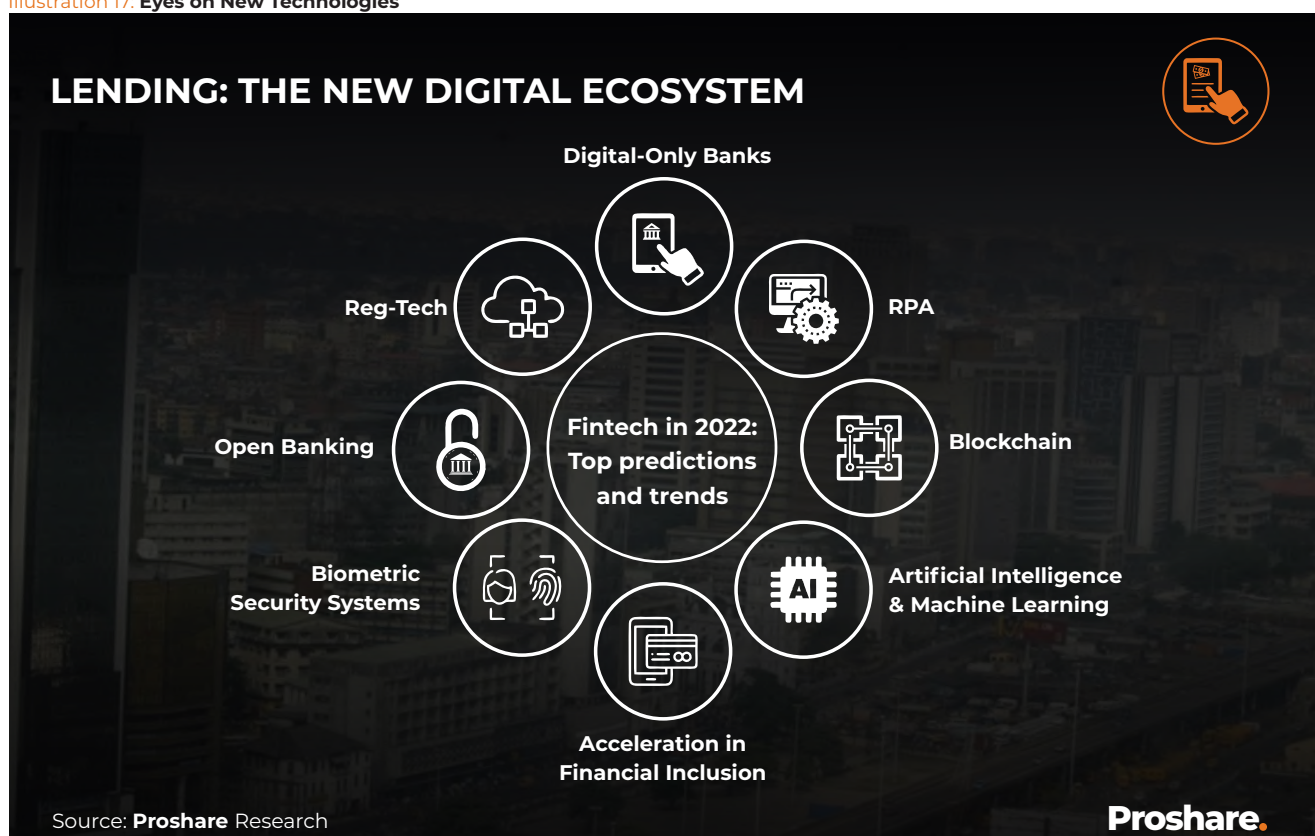 Illustration 17: Eyes on New Technologies
LENDING: THE NEW DIGITAL ECOSYSTEM
Digital-Only Banks
Reg-Tech
RPA
Open Banking
Fintech in 2022:
Top predictions
and trends
Blockchain
Biometric
Security Systems
AI
Artificial Intelligence
& Machine Learning
Acceleration in
Financial Inclusion
Source: Proshare Research
Proshare.